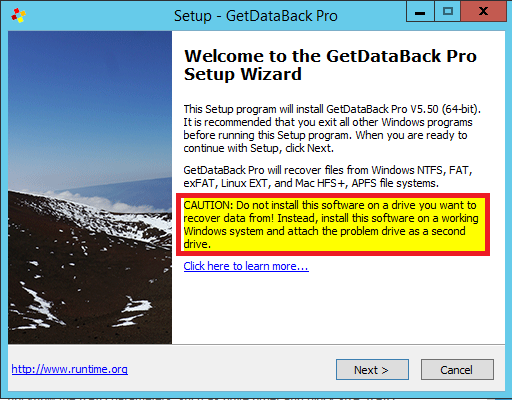 Setup - GetDataBack Pro
Welcome to the GetDataBack Pro
Setup Wizard
This Setup program will install GetDataBack Pro V5.50 (64-bit).
It is recommended that you exit all other Windows programs
before running this Setup program. When you are ready to
continue with Setup, click Next.
GetDataBack Pro will recover files from Windows NTFS, FAT,
exFAT, Linux EXT, and Mac HFS+, APFS file systems.
CAUTION: Do not install this software on a drive you want to
recover data from! Instead, install this software on a working
Windows system and attach the problem drive as a second
drive.
Click here to learn more...
http://www.runtime.org
Next >
Cancel